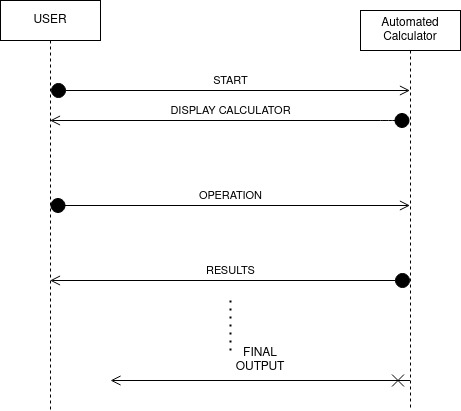 USER
Automated
Calculator
START
DISPLAY CALCULATOR
OPERATION
RESULTS
FINAL
OUTPUT